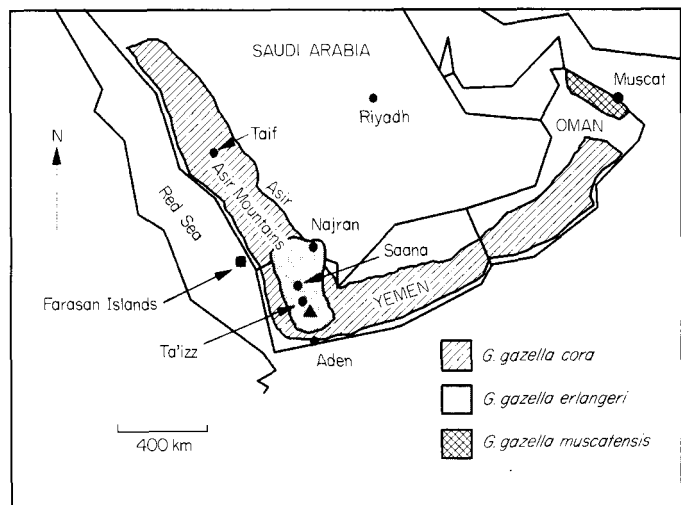 SAUDI ARABIA
Muscat
Riyadh
OMAN
N
Taif
Asir
Asir Mountains
Red Sea
Najran
Saana
Farasan Islands
YEMEN
Ta'izz
Aden
G. gazella cora
G. gazella erlangeri
G. gazella muscatensis
400 km